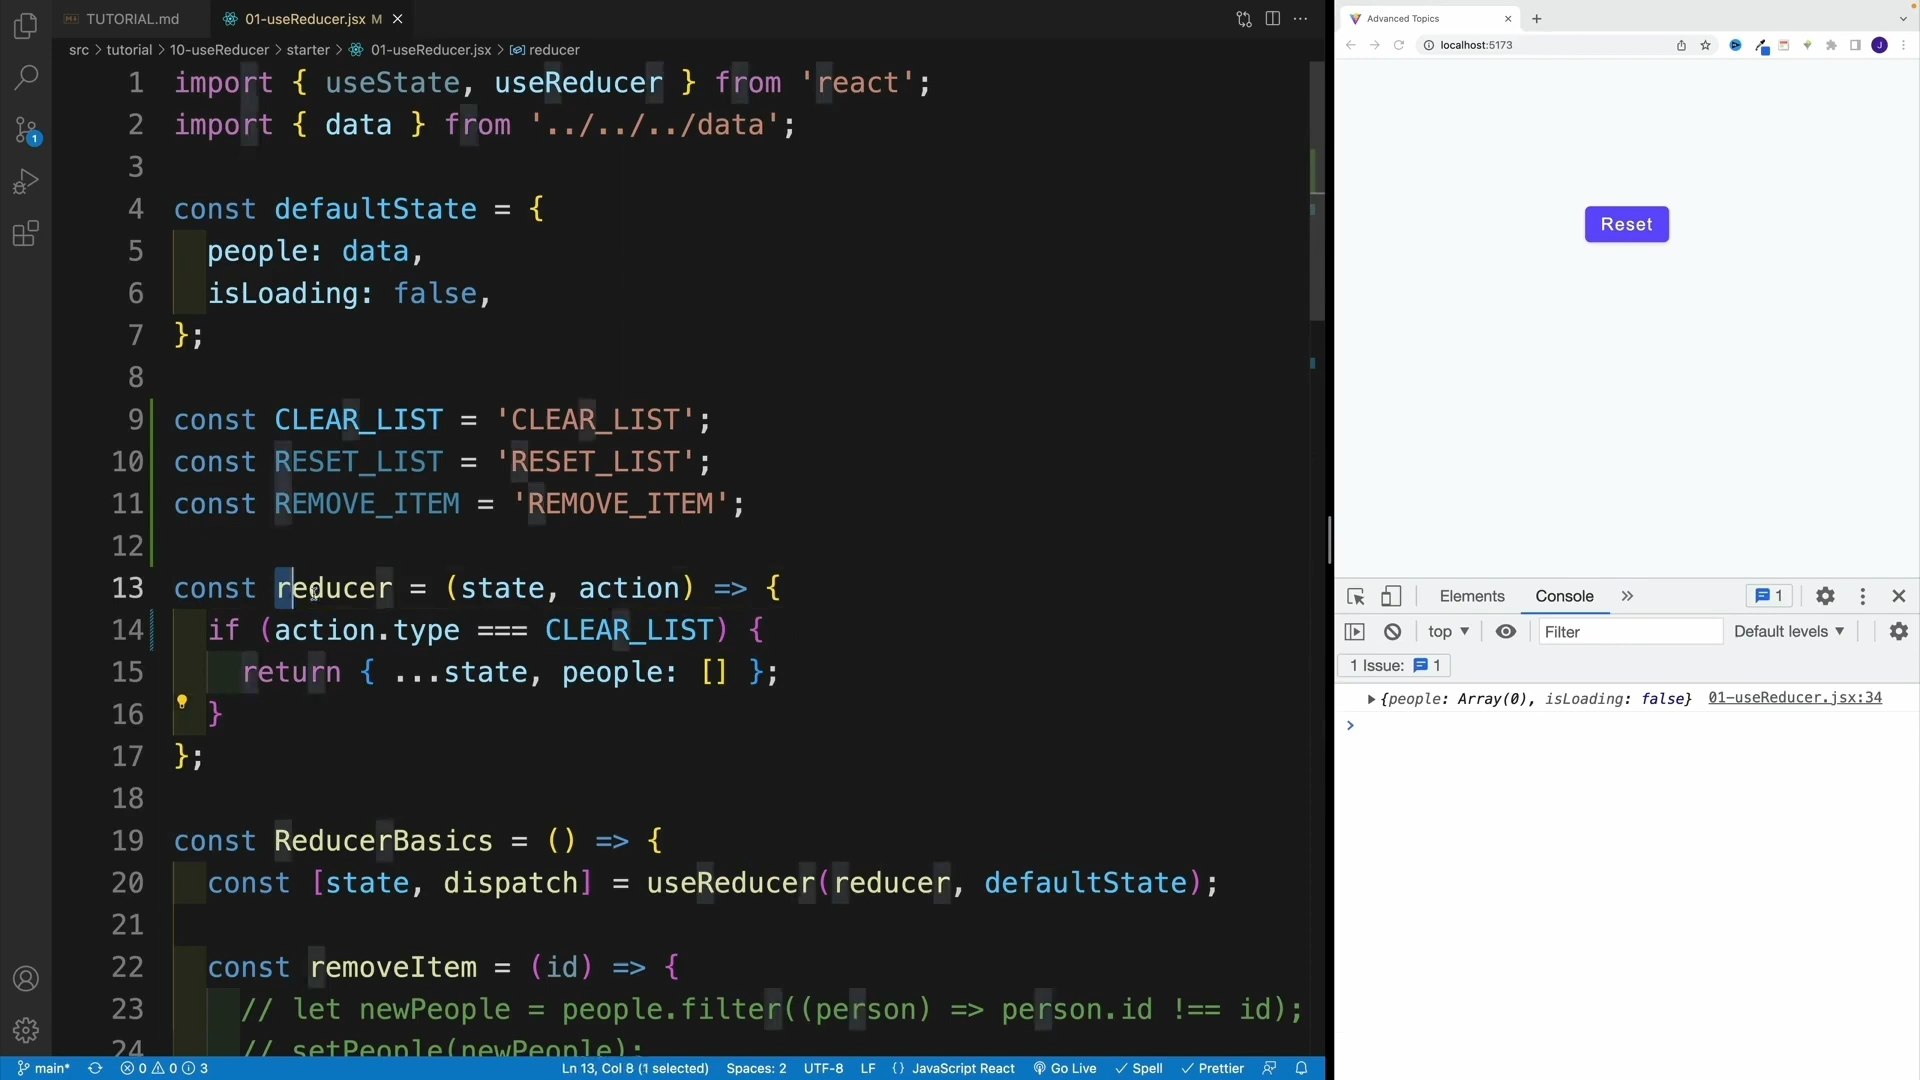 TUTORIAL.md
01-useReducer.jsx M
src > tutorial > 10-useReducer > starter > 01-useReducer.jsx > reducer
1 import { useState, useReducer } from 'react';
2 import { data } from '../../../data';
3
4 const defaultState = {
5 people: data,
6 isLoading: false,
7 };
8
9 const CLEAR_LIST = 'CLEAR_LIST';
10 const RESET_LIST = 'RESET_LIST';
11 const REMOVE_ITEM = 'REMOVE_ITEM';
12
13 const reducer = (state, action) => {
14 if (action.type === CLEAR_LIST) {
15 return { ...state, people: [] };
16 }
17 };
18
19 const ReducerBasics = () => {
20 const [state, dispatch] = useReducer(reducer, defaultState);
21
22 const removeItem = (id) => {
23 // let newPeople = people.filter((person) => person.id !== id);
24 // setPeople(newPeople);
1
main* 0 0 3 Ln 13, Col 8 (1 selected) Spaces: 2 UTF-8 LF {} JavaScript React Go Live Spell Prettier
Advanced Topics
localhost:5173
J
Reset
Elements Console » 1
top Filter Default levels
1 Issue: 1
{people: Array(0), isLoading: false} 01-useReducer.jsx:34